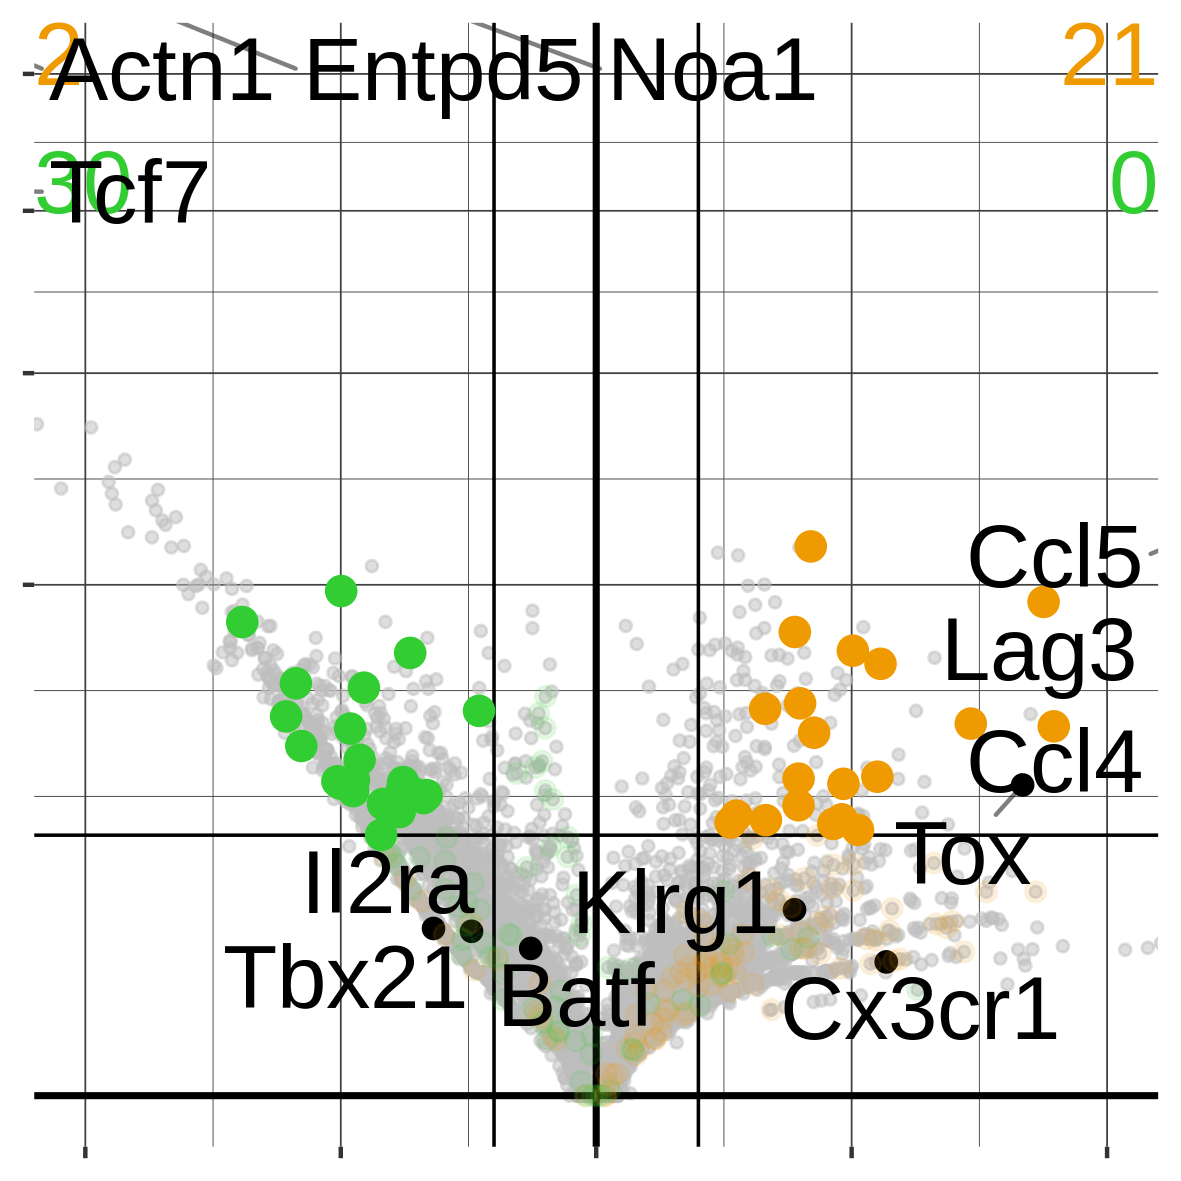 2 Actn1 Entpd5 Noa1 21
30 Tcf7 0
Ccl5
Lag3
Ccl4
Tox
Il2ra
Klrg1
Tbx21
Batf
Cx3cr1